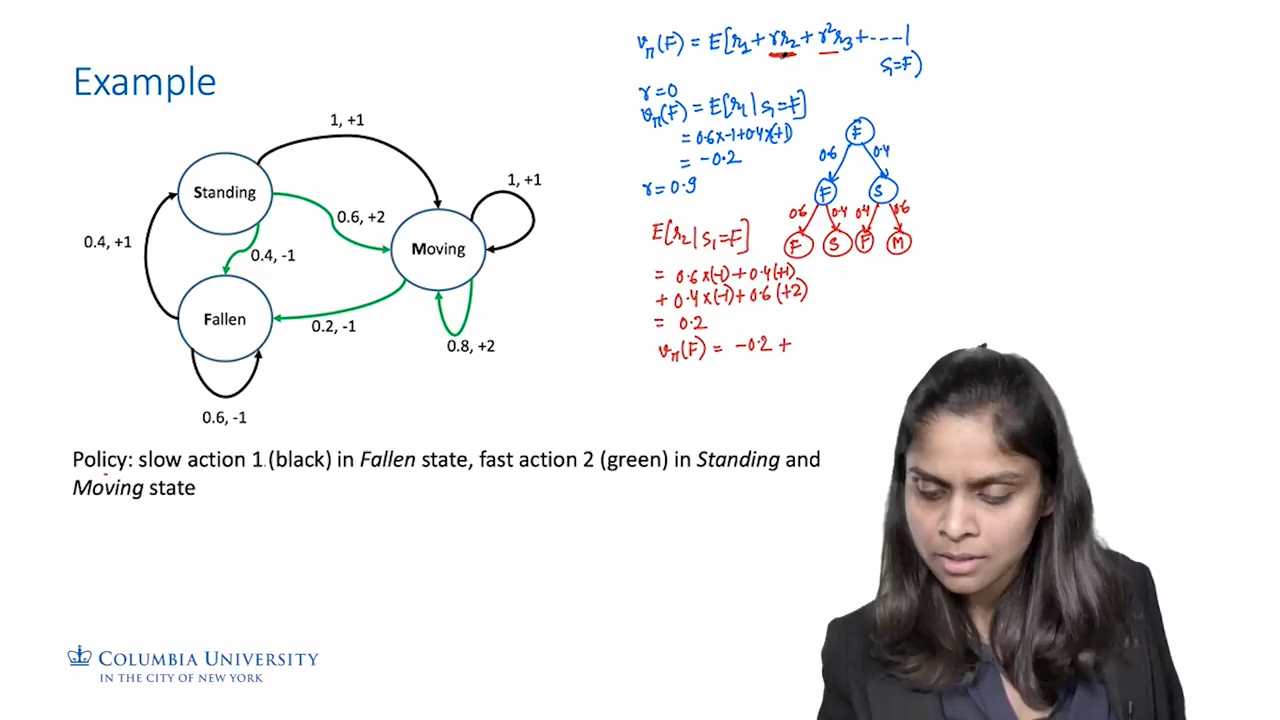 Example
1, +1
Standing
0.6, +2
1, +1
Moving
0.4, +1
0.4, -1
Fallen
0.2, -1
0.8, +2
0.6, -1
Policy: slow action 1 (black) in Fallen state, fast action 2 (green) in Standing and
Moving state
COLUMBIA UNIVERSITY
IN THE CITY OF NEW YORK
v_π(F) = E[r₁ + γr₂ + γ²r₃ + ----|
s₁=F)
γ=0
v_π(F) = E[r₁ | s₁=F]
= 0.6×-1+0.4×(+1)
= -0.2
γ=0.9
F
0.6 0.4
F S
0.6 0.4 0.4 0.6
F S F M
E[r₂ | s₁=F]
= 0.6×(-1)+0.4(+1)
+ 0.4×(-1)+0.6(+2)
= 0.2
v_π(F) = -0.2 +